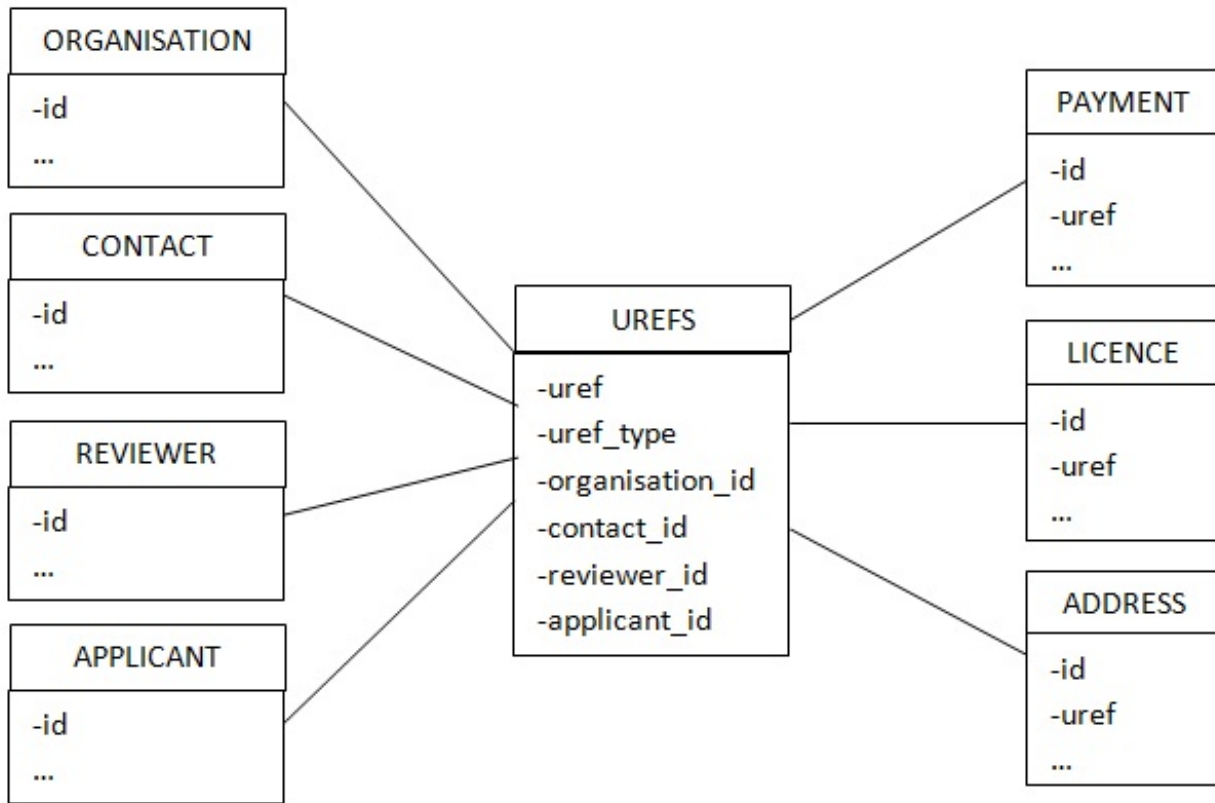 ORGANISATION
-id
...
CONTACT
-id
...
REVIEWER
-id
...
APPLICANT
-id
...
UREFS
-uref
-uref_type
-organisation_id
-contact_id
-reviewer_id
-applicant_id
PAYMENT
-id
-uref
...
LICENCE
-id
-uref
...
ADDRESS
-id
-uref
...